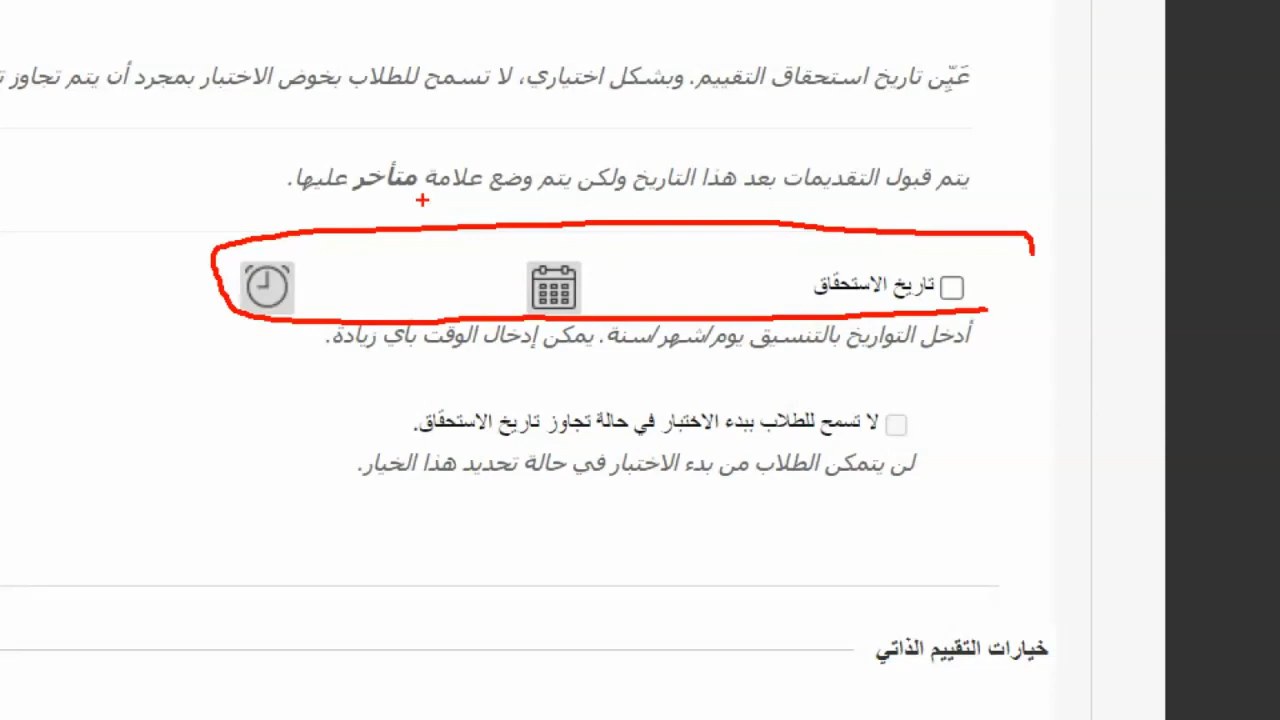 عَيِّن تاريخ استحقاق التقييم. وبشكل اختياري، لا تسمح للطلاب بخوض الاختبار بمجرد أن يتم تجاوز
يتم قبول التقديمات بعد هذا التاريخ ولكن يتم وضع علامة متأخر عليها.
تاريخ الاستحقاق
أدخل التواريخ بالتنسيق يوم/شهر/سنة. يمكن إدخال الوقت بأي زيادة.
لا تسمح للطلاب ببدء الاختبار في حالة تجاوز تاريخ الاستحقاق.
لن يتمكن الطلاب من بدء الاختبار في حالة تحديد هذا الخيار.
خيارات التقييم الذاتي